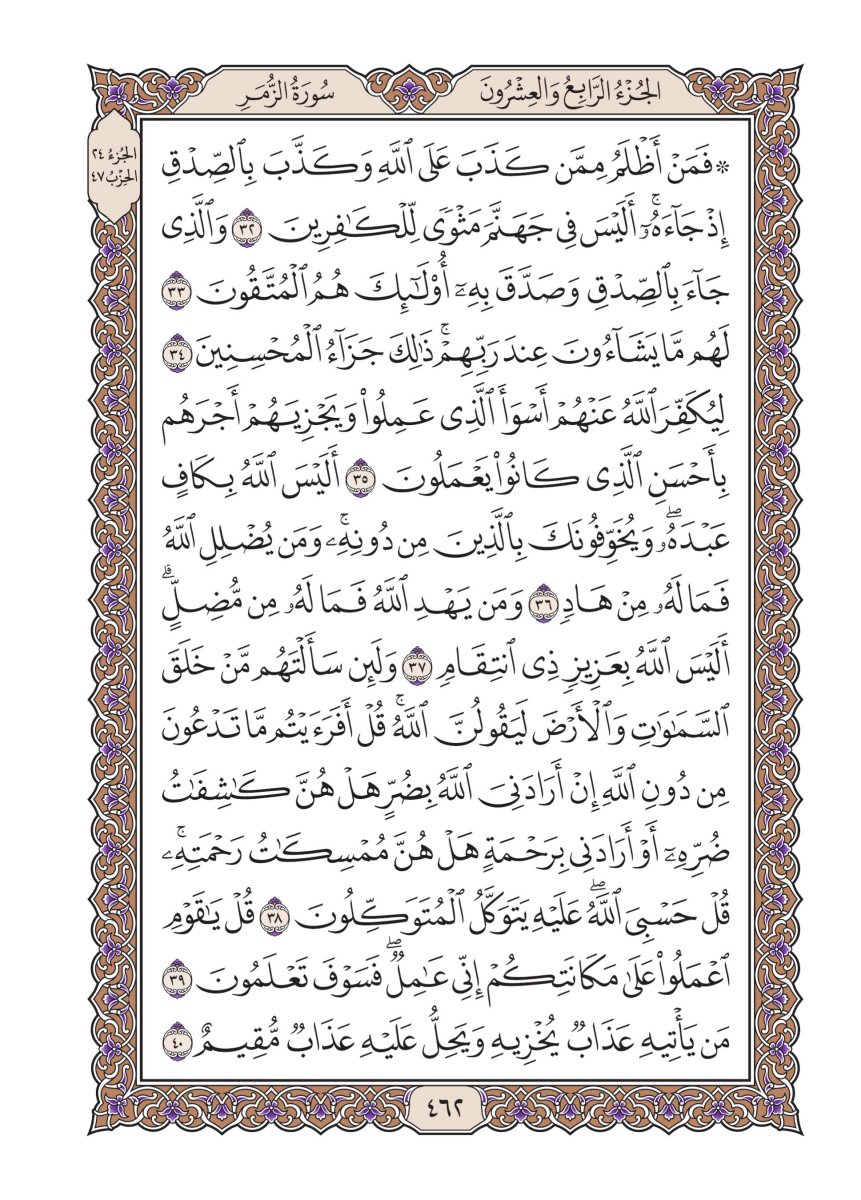 الجُزْءُ الرَّابِعُ وَالعِشْرُونَ
سُورَةُ الزُّمَرِ
الجُزءُ ٢٤
الحِزْبُ ٤٧
۞ فَمَنْ أَظْلَمُ مِمَّن كَذَبَ عَلَى ٱللَّهِ وَكَذَّبَ بِٱلصِّدْقِ
إِذْ جَآءَهُۥٓۚ أَلَيْسَ فِى جَهَنَّمَ مَثْوًى لِّلْكَـٰفِرِينَ ٣٢ وَٱلَّذِى
جَآءَ بِٱلصِّدْقِ وَصَدَّقَ بِهِۦٓ أُو۟لَـٰٓئِكَ هُمُ ٱلْمُتَّقُونَ ٣٣
لَهُم مَّا يَشَآءُونَ عِندَ رَبِّهِمْۚ ذَٰلِكَ جَزَآءُ ٱلْمُحْسِنِينَ ٣٤
لِيُكَفِّرَ ٱللَّهُ عَنْهُمْ أَسْوَأَ ٱلَّذِى عَمِلُوا۟ وَيَجْزِيَهُمْ أَجْرَهُم
بِأَحْسَنِ ٱلَّذِى كَانُوا۟ يَعْمَلُونَ ٣٥ أَلَيْسَ ٱللَّهُ بِكَافٍ
عَبْدَهُۥۖ وَيُخَوِّفُونَكَ بِٱلَّذِينَ مِن دُونِهِۦۚ وَمَن يُضْلِلِ ٱللَّهُ
فَمَا لَهُۥ مِنْ هَادٍ ٣٦ وَمَن يَهْدِ ٱللَّهُ فَمَا لَهُۥ مِن مُّضِلٍّۗ
أَلَيْسَ ٱللَّهُ بِعَزِيزٍ ذِى ٱنتِقَامٍ ٣٧ وَلَئِن سَأَلْتَهُم مَّنْ خَلَقَ
ٱلسَّمَـٰوَٰتِ وَٱلْأَرْضَ لَيَقُولُنَّ ٱللَّهُۚ قُلْ أَفَرَءَيْتُم مَّا تَدْعُونَ
مِن دُونِ ٱللَّهِ إِنْ أَرَادَنِىَ ٱللَّهُ بِضُرٍّ هَلْ هُنَّ كَـٰشِفَـٰتُ
ضُرِّهِۦٓ أَوْ أَرَادَنِى بِرَحْمَةٍ هَلْ هُنَّ مُمْسِكَـٰتُ رَحْمَتِهِۦۚ
قُلْ حَسْبِىَ ٱللَّهُۖ عَلَيْهِ يَتَوَكَّلُ ٱلْمُتَوَكِّلُونَ ٣٨ قُلْ يَـٰقَوْمِ
ٱعْمَلُوا۟ عَلَىٰ مَكَانَتِكُمْ إِنِّى عَـٰمِلٌۖ فَسَوْفَ تَعْلَمُونَ ٣٩
مَن يَأْتِيهِ عَذَابٌ يُخْزِيهِ وَيَحِلُّ عَلَيْهِ عَذَابٌ مُّقِيمٌ ٤٠
٤٦٢